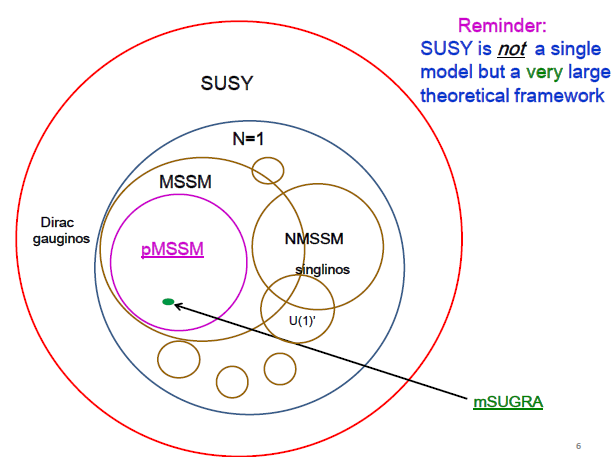 Reminder:
SUSY is not a single
model but a very large
theoretical framework
SUSY
N=1
MSSM
Dirac
gauginos
pMSSM
NMSSM
singlinos
U(1)'
mSUGRA
6